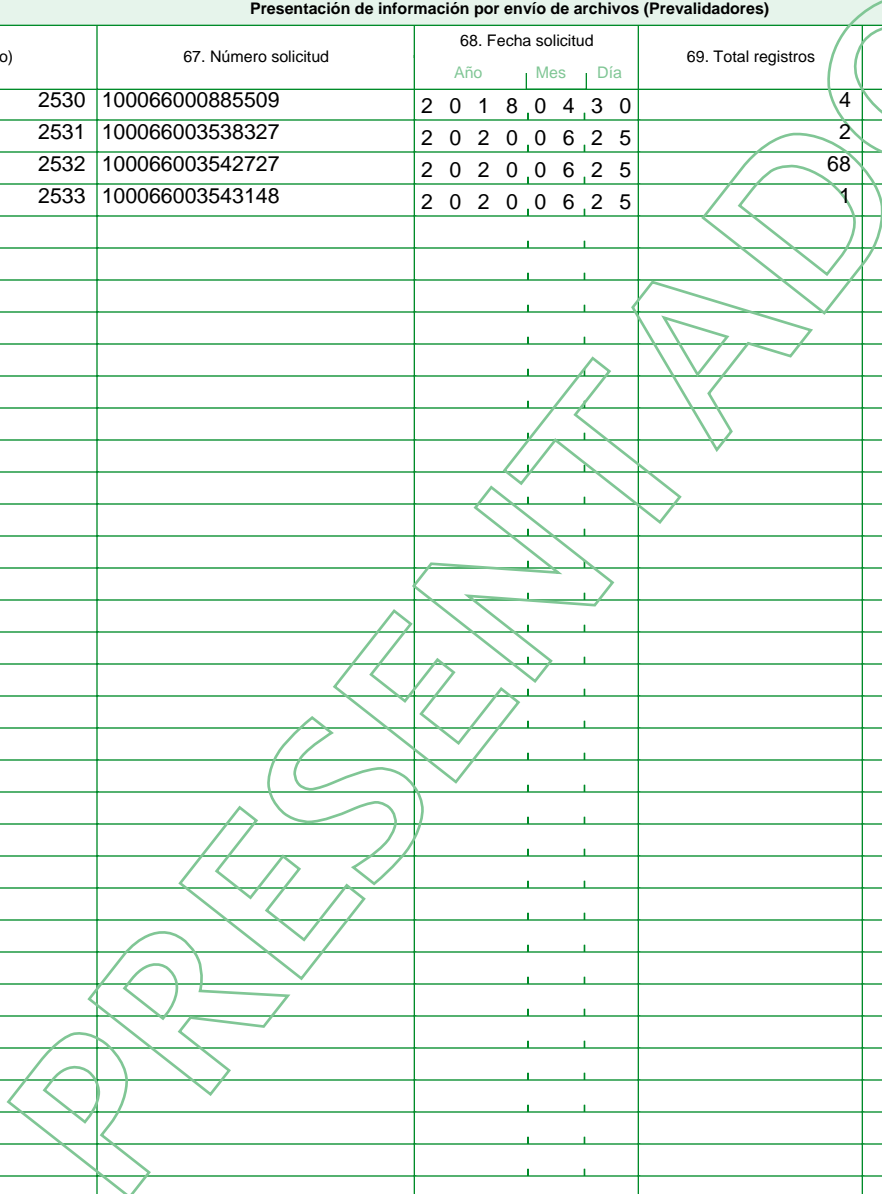 Presentación de información por envío de archivos (Prevalidadores)
o) 67. Número solicitud 68. Fecha solicitud 69. Total registros
Año Mes Día
2530 100066000885509 2 0 1 8 0 4 3 0 4
2531 100066003538327 2 0 2 0 0 6 2 5 2
2532 100066003542727 2 0 2 0 0 6 2 5 68
2533 100066003543148 2 0 2 0 0 6 2 5 1
PRESENTADO